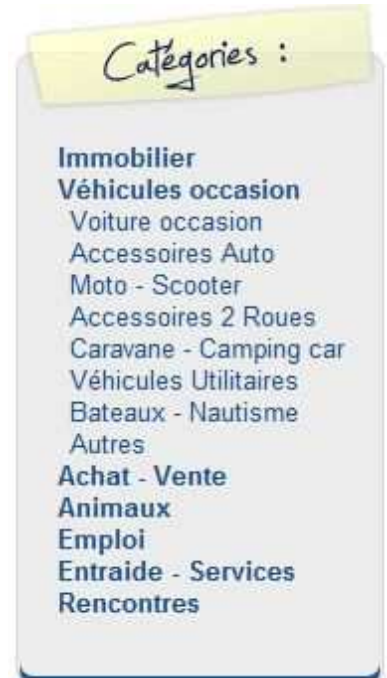 Catégories :
Immobilier
Véhicules occasion
Voiture occasion
Accessoires Auto
Moto - Scooter
Accessoires 2 Roues
Caravane - Camping car
Véhicules Utilitaires
Bateaux - Nautisme
Autres
Achat - Vente
Animaux
Emploi
Entraide - Services
Rencontres